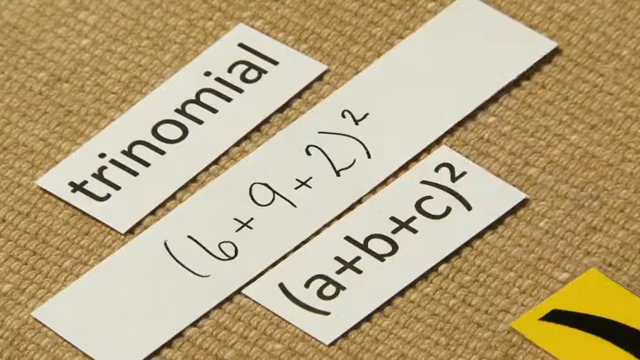 trinomial
(6+9+2)²
(a+b+c)²